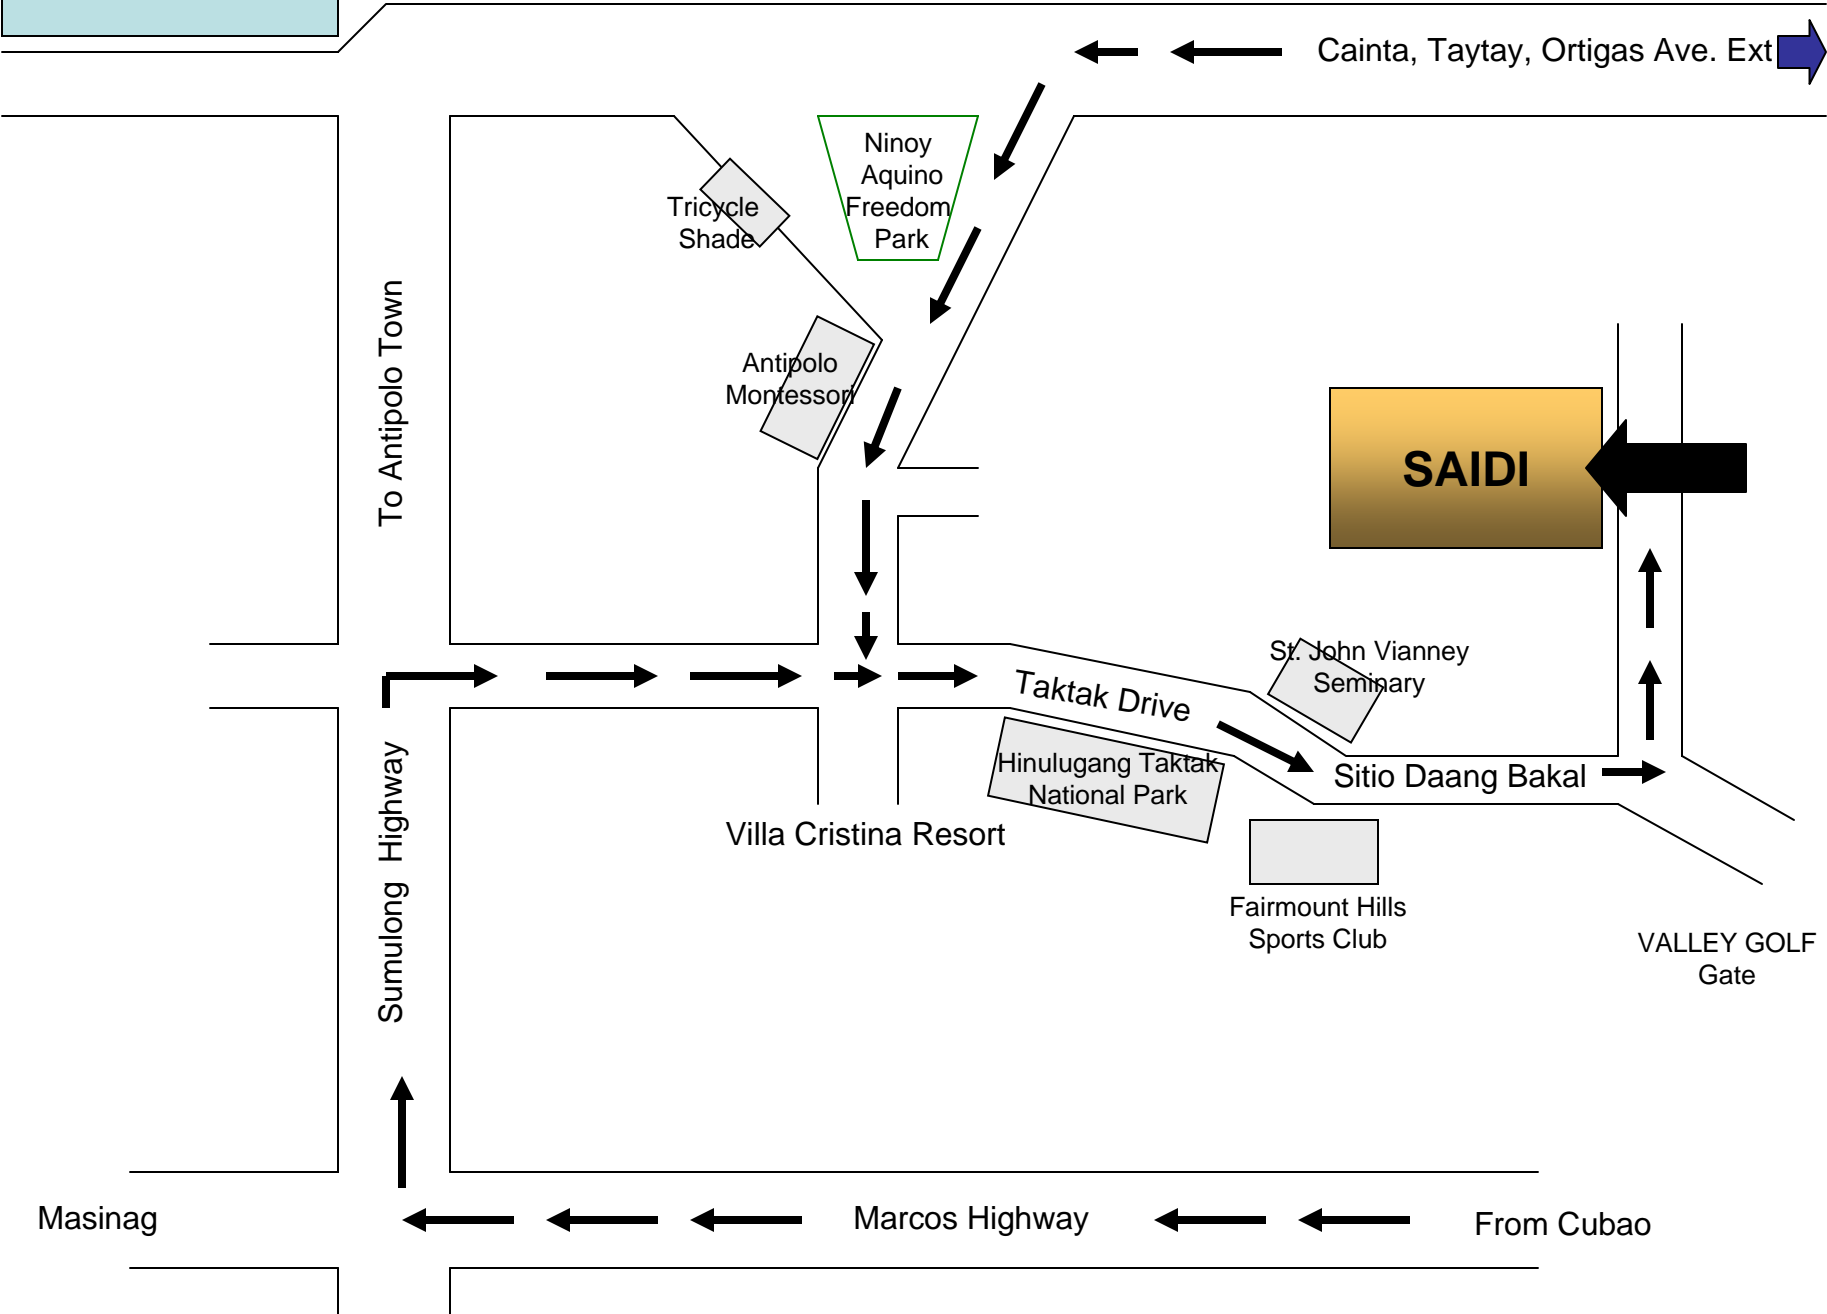 Cainta, Taytay, Ortigas Ave. Ext
Ninoy
Aquino
Freedom
Park
Tricycle
Shade
To Antipolo Town
Antipolo
Montessori
SAIDI
St. John Vianney
Seminary
Taktak Drive
Hinulugang Taktak
National Park
Sitio Daang Bakal
Villa Cristina Resort
Sumulong Highway
Fairmount Hills
Sports Club
VALLEY GOLF
Gate
Masinag
Marcos Highway
From Cubao